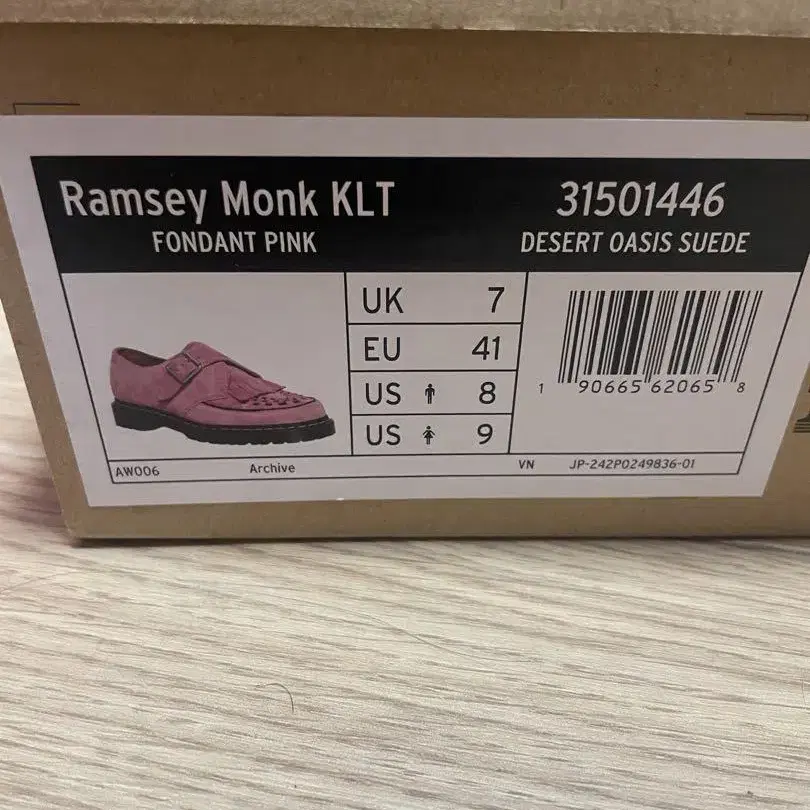 Ramsey Monk KLT
FONDANT PINK
31501446
DESERT OASIS SUEDE
UK 7
EU 41
US 8
US 9
1 90665 62065 8
AW006 Archive VN JP-242P0249836-01